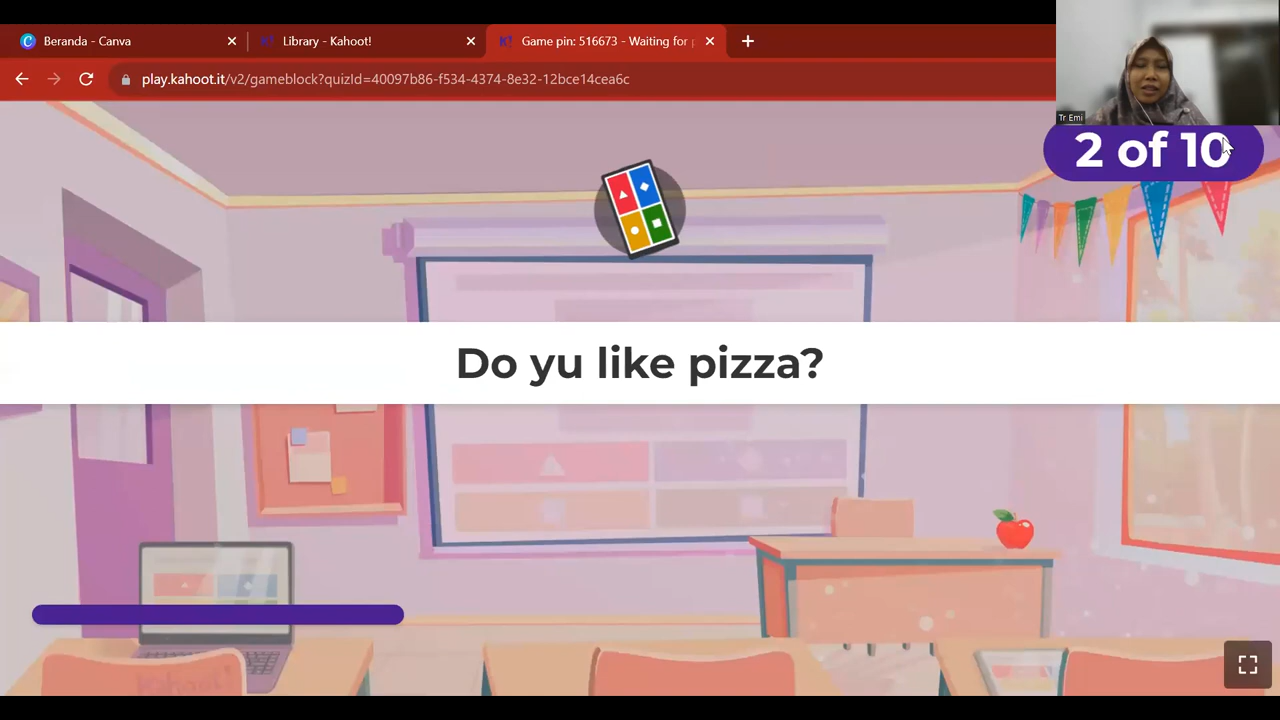 Beranda - Canva
Library - Kahoot!
Game pin: 516673 - Waiting for
play.kahoot.it/v2/gameblock?quizId=40097b86-f534-4374-8e32-12bce14cea6c
Tr Emi
2 of 10
Do yu like pizza?
Kahoot!